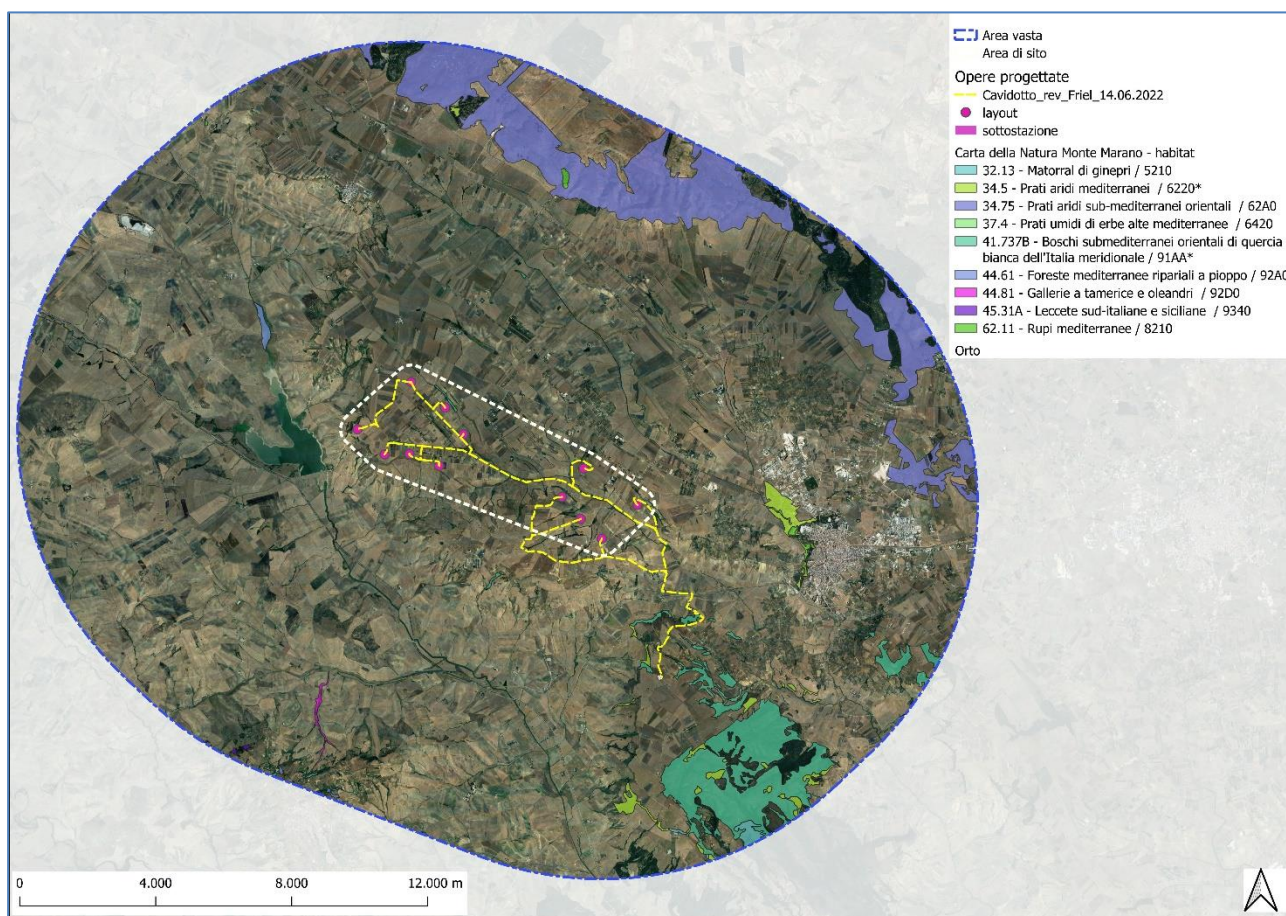 Area vasta
Area di sito
Opere progettate
Cavidotto_rev_Friel_14.06.2022
layout
sottostazione
Carta della Natura Monte Marano - habitat
32.13 - Matorral di ginepri / 5210
34.5 - Prati aridi mediterranei / 6220*
34.75 - Prati aridi sub-mediterranei orientali / 62A0
37.4 - Prati umidi di erbe alte mediterranee / 6420
41.737B - Boschi submediterranei orientali di quercia
bianca dell'Italia meridionale / 91AA*
44.61 - Foreste mediterranee ripariali a pioppo / 92A0
44.81 - Gallerie a tamerice e oleandri / 92D0
45.31A - Leccete sud-italiane e siciliane / 9340
62.11 - Rupi mediterranee / 8210
Orto
0 4.000 8.000 12.000 m